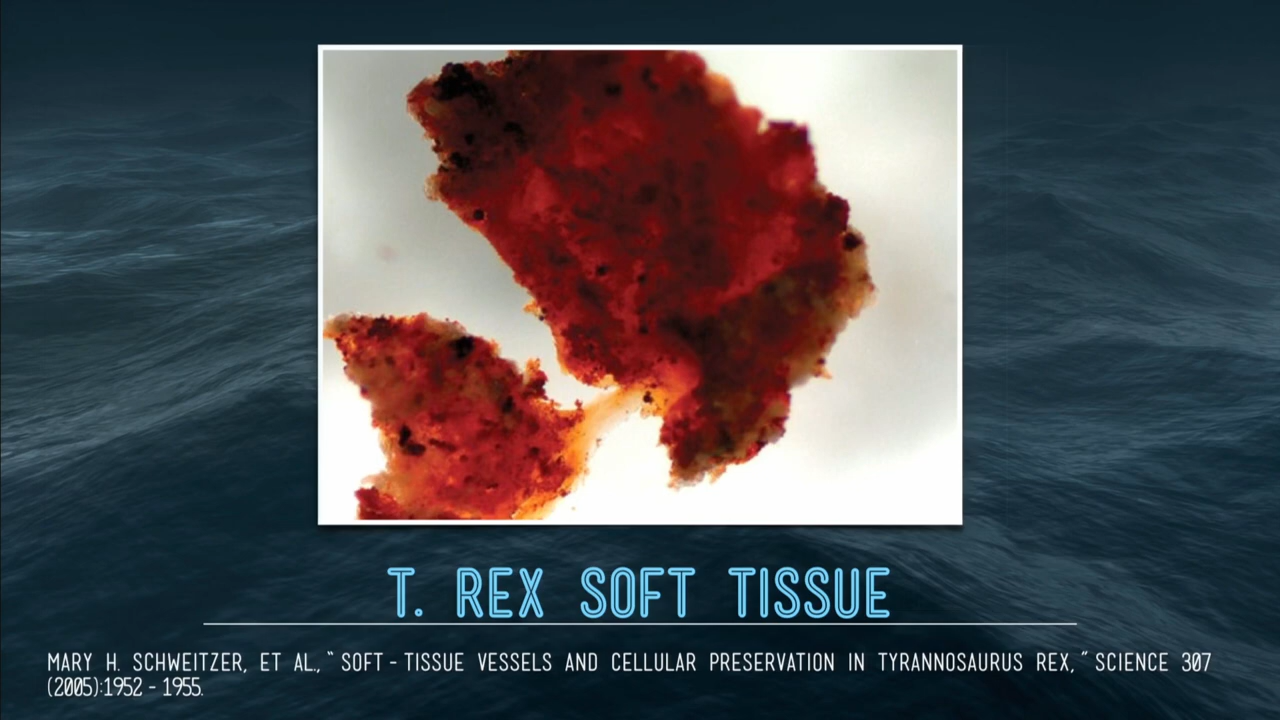 T. REX SOFT TISSUE
MARY H. SCHWEITZER, ET AL., “SOFT - TISSUE VESSELS AND CELLULAR PRESERVATION IN TYRANNOSAURUS REX,” SCIENCE 307
(2005):1952 - 1955.